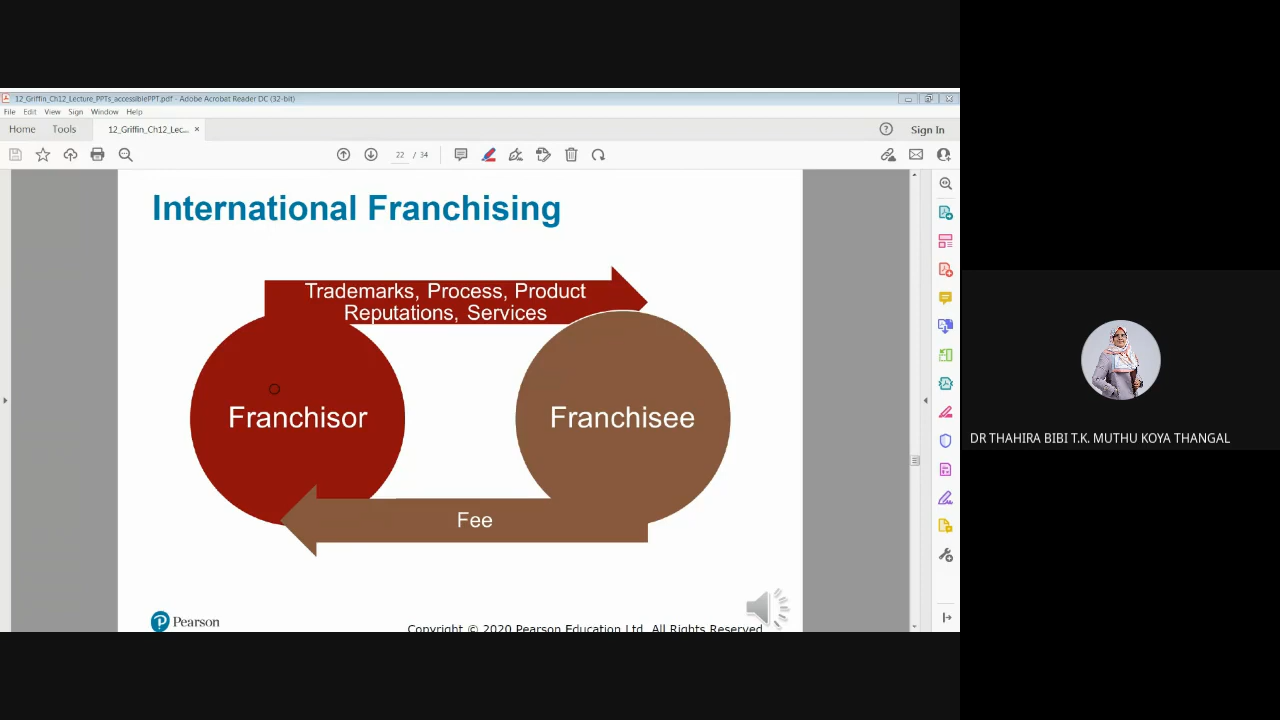 12_Griffin_Ch12_Lecture_PPTs_accessiblePPT.pdf - Adobe Acrobat Reader DC (32-bit)
File Edit View Sign Window Help
Home Tools 12_Griffin_Ch12_Lec... × Sign In
22 / 34
International Franchising
Trademarks, Process, Product
Reputations, Services
Franchisor
Franchisee
Fee
DR THAHIRA BIBI T.K. MUTHU KOYA THANGAL
Pearson
Copyright © 2020 Pearson Education Ltd. All Rights Reserved